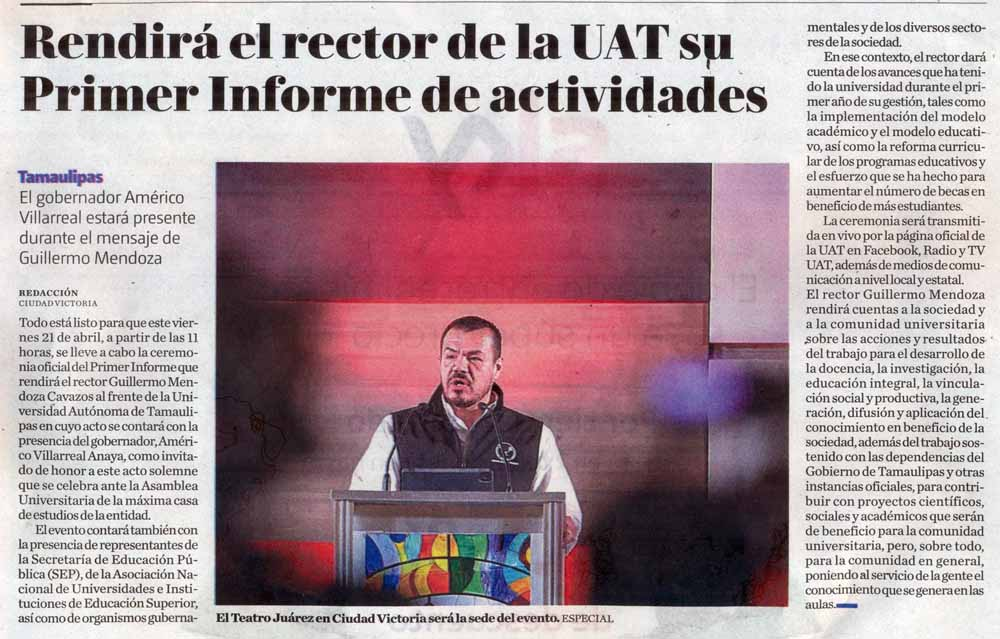 Rendirá el rector de la UAT su
Primer Informe de actividades
Tamaulipas
El gobernador Américo
Villarreal estará presente
durante el mensaje de
Guillermo Mendoza
REDACCIÓN
CIUDAD VICTORIA
Todo está listo para que este vier-
nes 21 de abril, a partir de las 11
horas, se lleve a cabo la ceremo-
nia oficial del Primer Informe que
rendirá el rector Guillermo Men-
doza Cavazos al frente de la Uni-
versidad Autónoma de Tamauli-
pas en cuyo acto se contará con la
presencia del gobernador, Améri-
co Villarreal Anaya, como invita-
do de honor a este acto solemne
que se celebra ante la Asamblea
Universitaria de la máxima casa
de estudios de la entidad.
El evento contará también con
la presencia de representantes de
la Secretaría de Educación Públi-
ca (SEP), de la Asociación Nacio-
nal de Universidades e Institu-
ciones de Educación Superior,
así como de organismos guberna-
El Teatro Juárez en Ciudad Victoria será la sede del evento. ESPECIAL
mentales y de los diversos secto-
res de la sociedad.
En ese contexto, el rector dará
cuenta de los avances que ha teni-
do la universidad durante el pri-
mer año de su gestión, tales como
la implementación del modelo
académico y el modelo educati-
vo, así como la reforma curricu-
lar de los programas educativos y
el esfuerzo que se ha hecho para
aumentar el número de becas en
beneficio de más estudiantes.
La ceremonia será transmiti-
da en vivo por la página oficial de
la UAT en Facebook, Radio y TV
UAT, además de medios de comu-
nicación a nivel local y estatal.
El rector Guillermo Mendoza
rendirá cuentas a la sociedad y
a la comunidad universitaria
sobre las acciones y resultados
del trabajo para el desarrollo de
la docencia, la investigación, la
educación integral, la vincula-
ción social y productiva, la gene-
ración, difusión y aplicación del
conocimiento en beneficio de la
sociedad, además del trabajo sos-
tenido con las dependencias del
Gobierno de Tamaulipas y otras
instancias oficiales, para contri-
buir con proyectos científicos,
sociales y académicos que serán
de beneficio para la comunidad
universitaria, pero, sobre todo,
para la comunidad en general,
poniendo al servicio de la gente el
conocimiento que se genera en las
aulas.